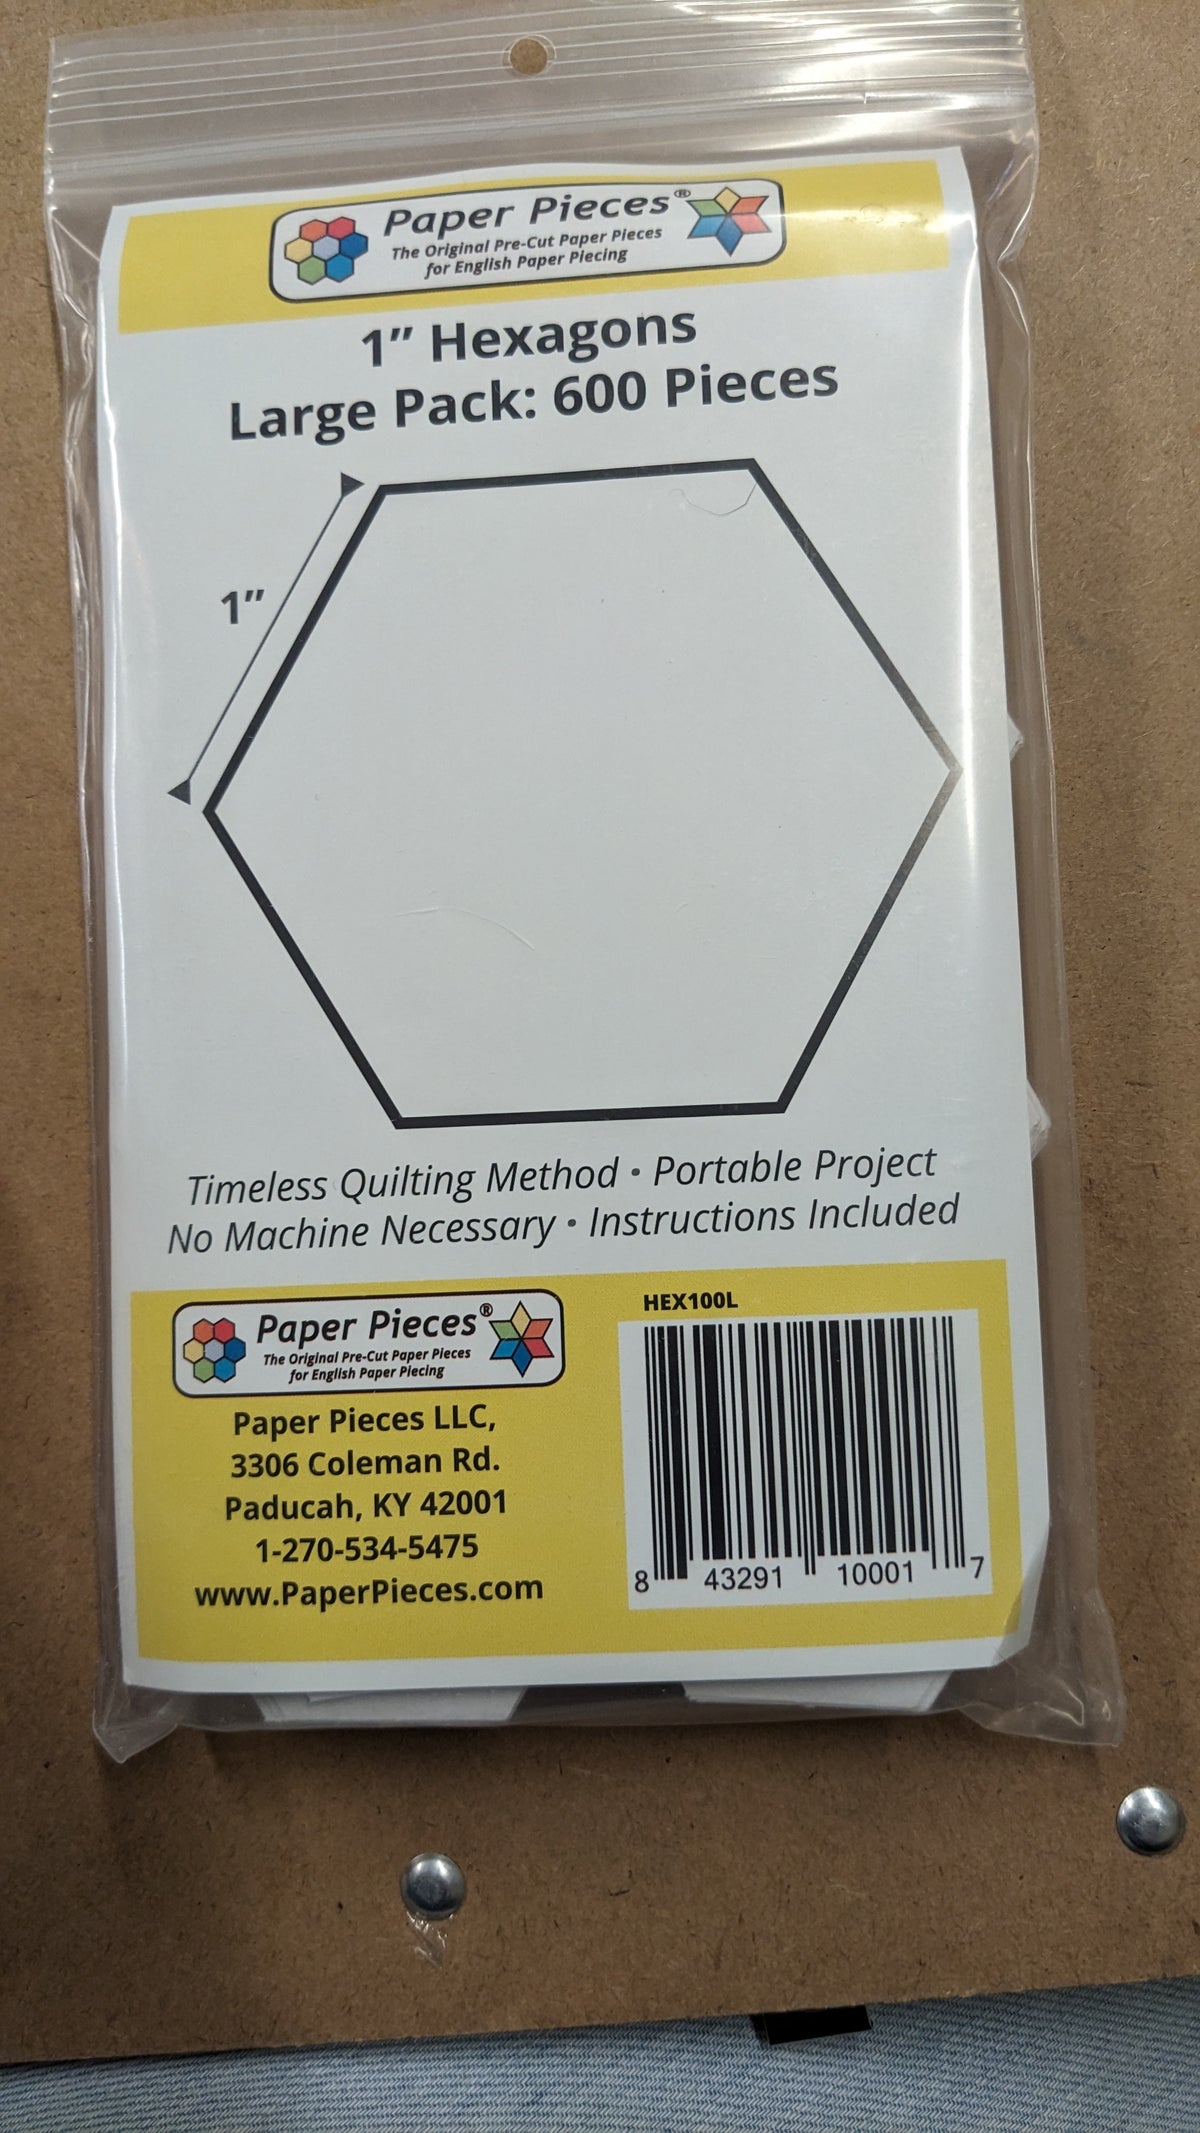 Paper Pieces®
The Original Pre-Cut Paper Pieces
for English Paper Piecing
1” Hexagons
Large Pack: 600 Pieces
1”
Timeless Quilting Method • Portable Project
No Machine Necessary • Instructions Included
Paper Pieces®
The Original Pre-Cut Paper Pieces
for English Paper Piecing
Paper Pieces LLC,
3306 Coleman Rd.
Paducah, KY 42001
1-270-534-5475
www.PaperPieces.com
HEX100L
8 43291 10001 7